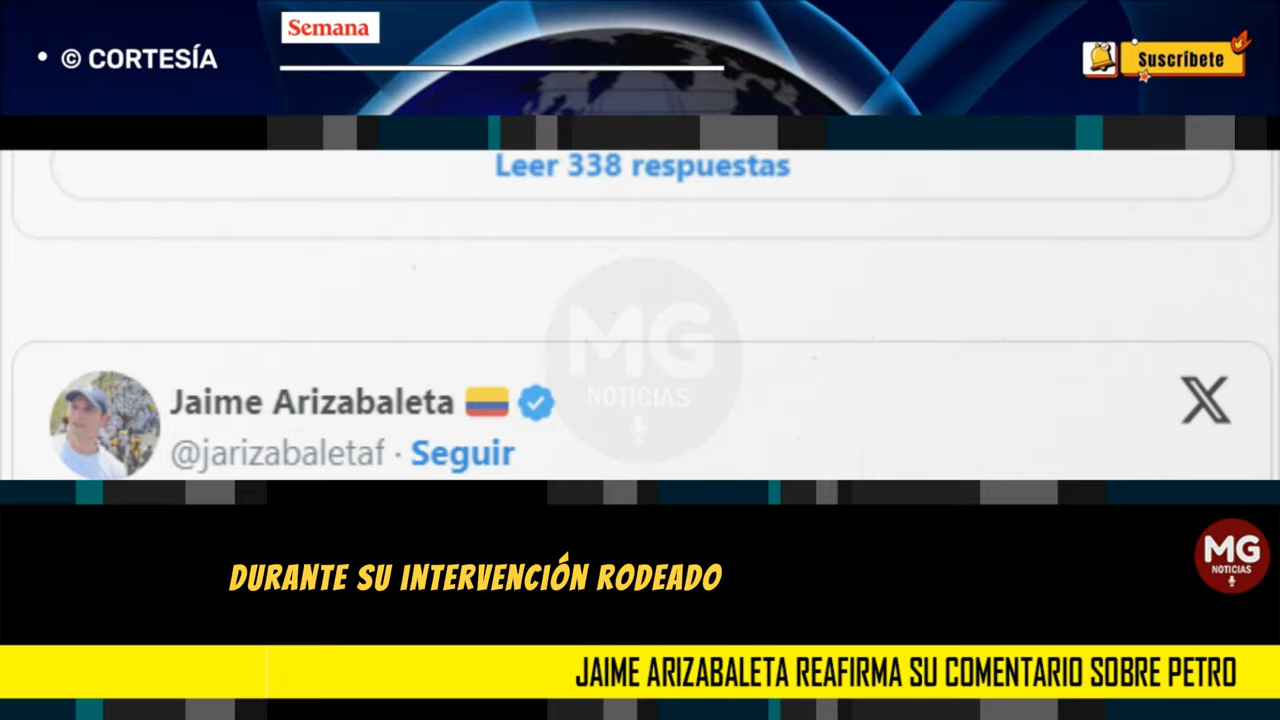 Semana
• © CORTESÍA
Suscríbete
Leer 338 respuestas
MG
NOTICIAS
Jaime Arizabaleta
@jarizabaletaf · Seguir
DURANTE SU INTERVENCIÓN RODEADO
MG
NOTICIAS
JAIME ARIZABALETA REAFIRMA SU COMENTARIO SOBRE PETRO